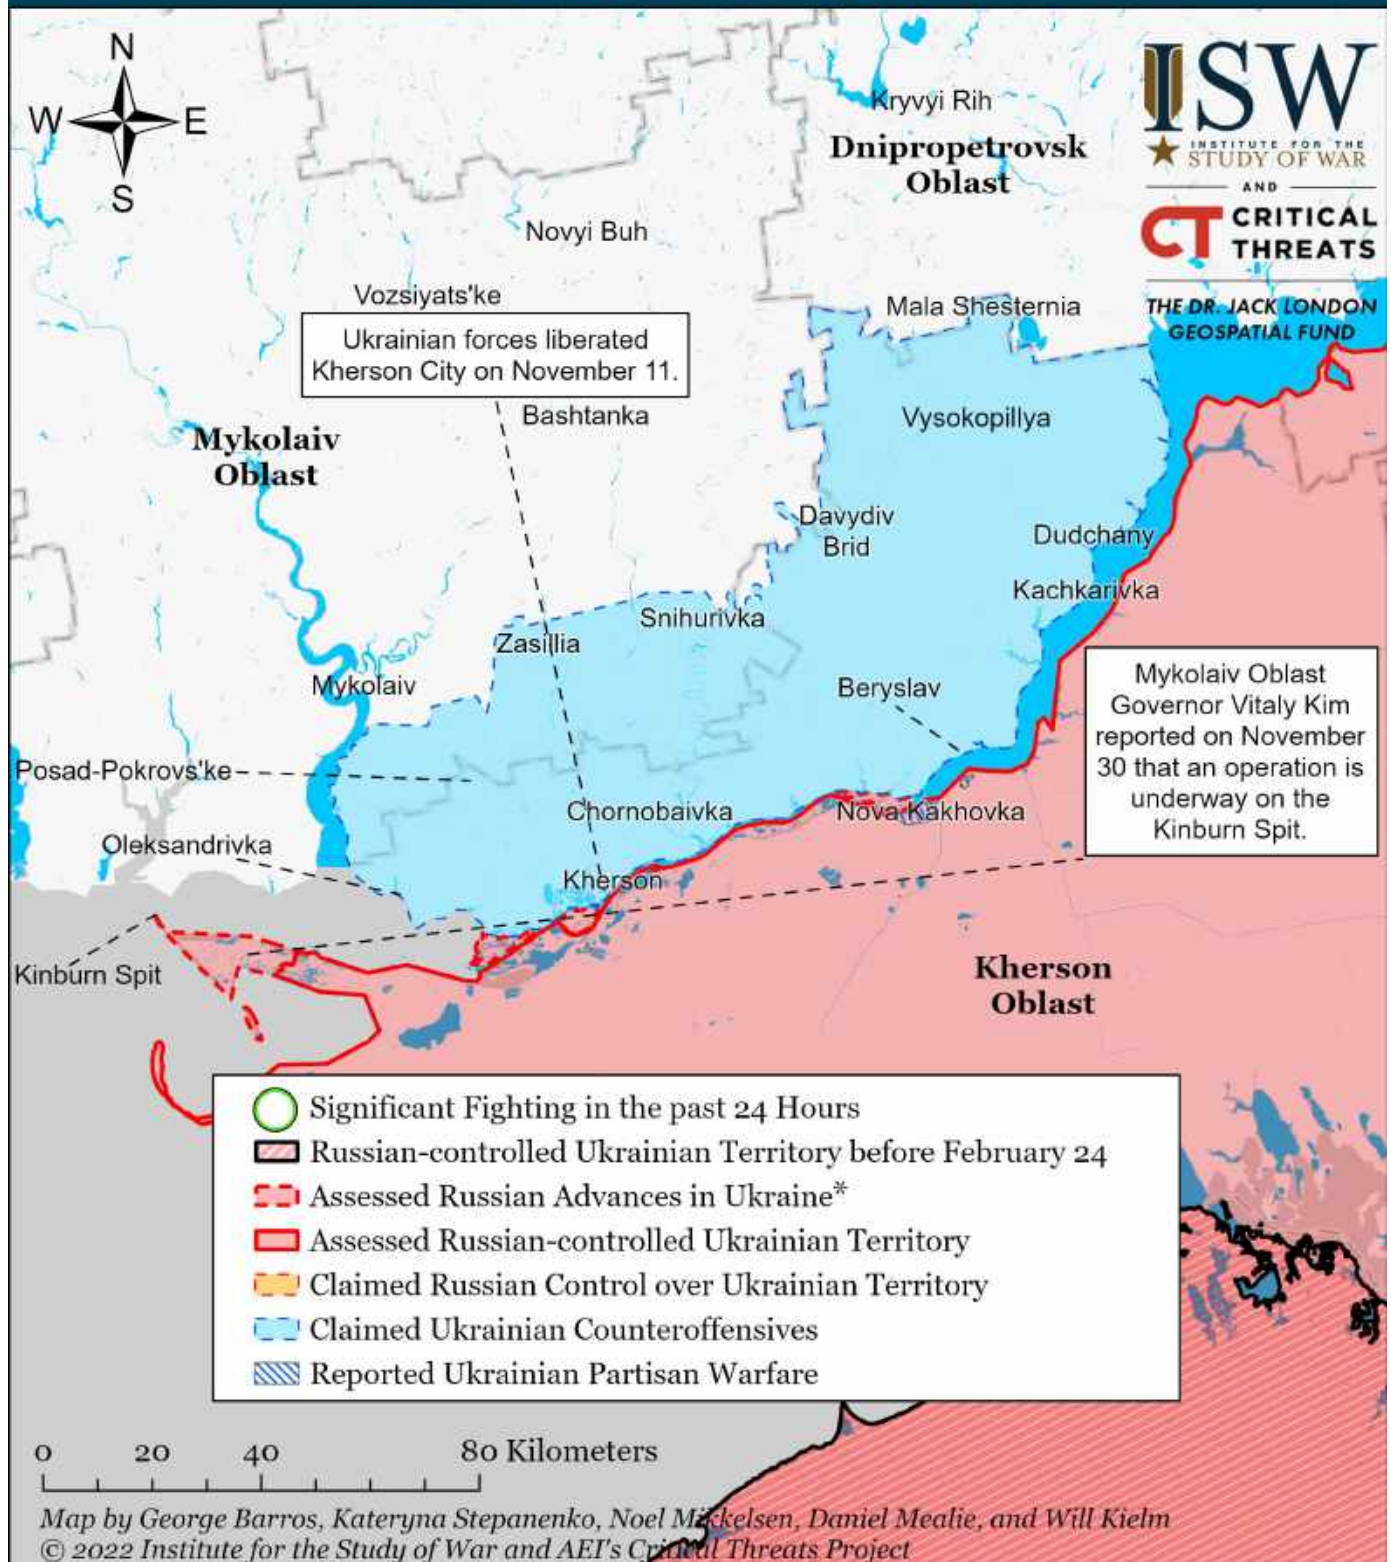 N
W E
S
ISW
INSTITUTE FOR THE
STUDY OF WAR
AND
CT CRITICAL
THREATS
THE DR. JACK LONDON
GEOSPATIAL FUND
Kryvyi Rih
Dnipropetrovsk
Oblast
Novyi Buh
Vozsiyats'ke
Mala Shesternia
Ukrainian forces liberated
Kherson City on November 11.
Bashtanka
Vysokopillya
Mykolaiv
Oblast
Davydiv
Brid
Dudchany
Kachkarivka
Snihurivka
Zasillia
Mykolaiv
Beryslav
Mykolaiv Oblast
Governor Vitaly Kim
reported on November
30 that an operation is
underway on the
Kinburn Spit.
Posad-Pokrovs'ke
Chornobaivka
Nova Kakhovka
Oleksandrivka
Kherson
Kinburn Spit
Kherson
Oblast
Significant Fighting in the past 24 Hours
Russian-controlled Ukrainian Territory before February 24
Assessed Russian Advances in Ukraine*
Assessed Russian-controlled Ukrainian Territory
Claimed Russian Control over Ukrainian Territory
Claimed Ukrainian Counteroffensives
Reported Ukrainian Partisan Warfare
0 20 40 80 Kilometers
Map by George Barros, Kateryna Stepanenko, Noel Mikkelsen, Daniel Mealie, and Will Kielm
© 2022 Institute for the Study of War and AEI's Critical Threats Project